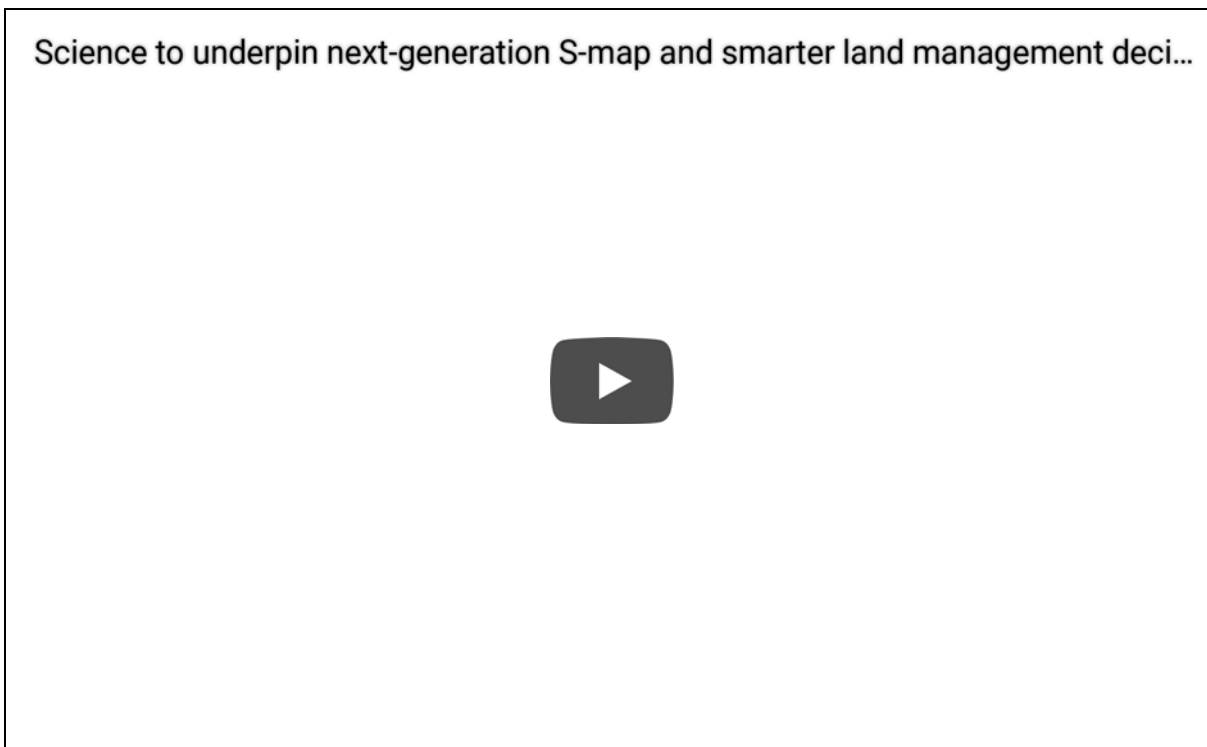 Science to underpin next-generation S-map and smarter land management deci...